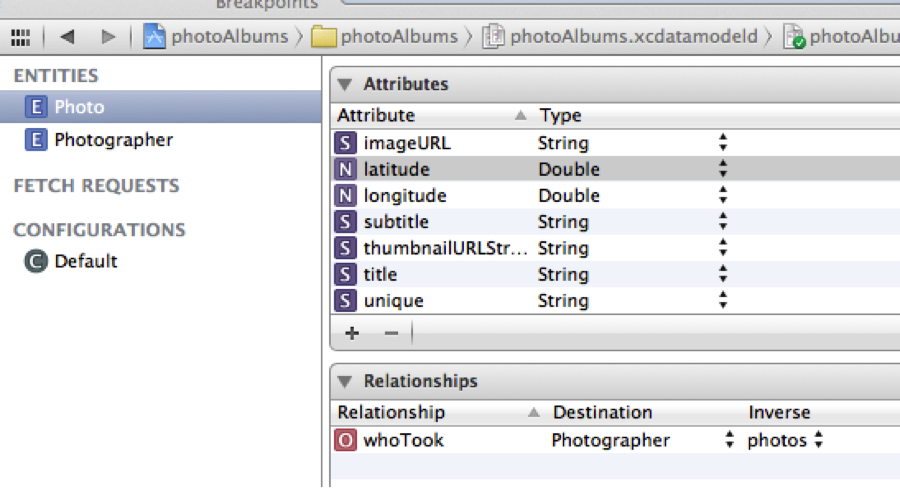 Breakpoints
photoAlbums photoAlbums photoAlbums.xcdatamodeld photoAlbu
ENTITIES
E Photo
E Photographer
FETCH REQUESTS
CONFIGURATIONS
C Default
Attributes
Attribute Type
S imageURL String
N latitude Double
N longitude Double
S subtitle String
S thumbnailURLStr... String
S title String
S unique String
Relationships
Relationship Destination Inverse
O whoTook Photographer photos